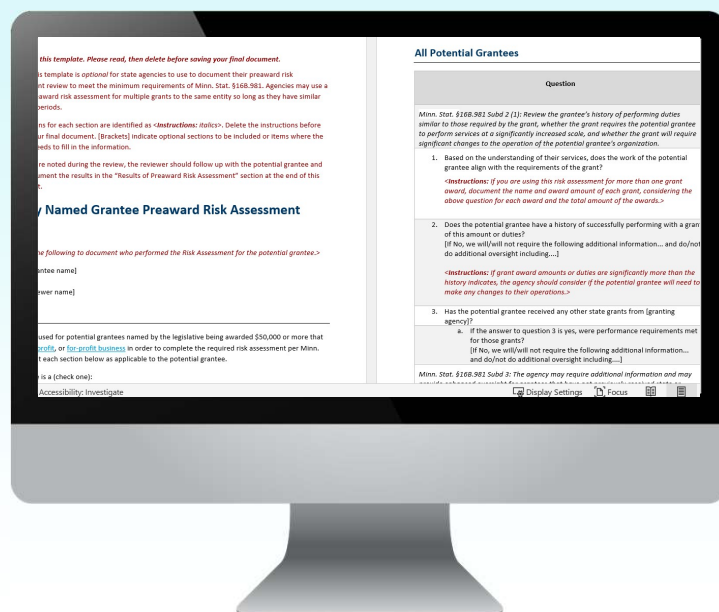 this template. Please read, then delete before saving your final document.
is template is optional for state agencies to use to document their preaward risk
nt review to meet the minimum requirements of Minn. Stat. §16B.981. Agencies may use a
award risk assessment for multiple grants to the same entity so long as they have similar
periods.
ns for each section are identified as <Instructions: italics>. Delete the instructions before
ur final document. [Brackets] indicate optional sections to be included or items where the
eeds to fill in the information.
re noted during the review, the reviewer should follow up with the potential grantee and
ument the results in the "Results of Preaward Risk Assessment" section at the end of this
t.
y Named Grantee Preaward Risk Assessment
he following to document who performed the Risk Assessment for the potential grantee.>
antee name]
ewer name]
used for potential grantees named by the legislative being awarded $50,000 or more that
profit, or for-profit business in order to complete the required risk assessment per Minn.
t each section below as applicable to the potential grantee.
e is a (check one):
All Potential Grantees
Question
Minn. Stat. §16B.981 Subd 2 (1): Review the grantee's history of performing duties
similar to those required by the grant, whether the grant requires the potential grantee
to perform services at a significantly increased scale, and whether the grant will require
significant changes to the operation of the potential grantee's organization.
1. Based on the understanding of their services, does the work of the potential
grantee align with the requirements of the grant?
<Instructions: If you are using this risk assessment for more than one grant
award, document the name and award amount of each grant, considering the
above question for each award and the total amount of the awards.>
2. Does the potential grantee have a history of successfully performing with a gran
of this amount or duties?
[If No, we will/will not require the following additional information... and do/not
do additional oversight including....]
<Instructions: If grant award amounts or duties are significantly more than the
history indicates, the agency should consider if the potential grantee will need to
make any changes to their operations.>
3. Has the potential grantee received any other state grants from [granting
agency]?
a. If the answer to question 3 is yes, were performance requirements met
for those grants?
[If No, we will/will not require the following additional information...
and do/not do additional oversight including....]
Minn. Stat. §16B.981 Subd 3: The agency may require additional information and may
Accessibility: Investigate
Display Settings
Focus